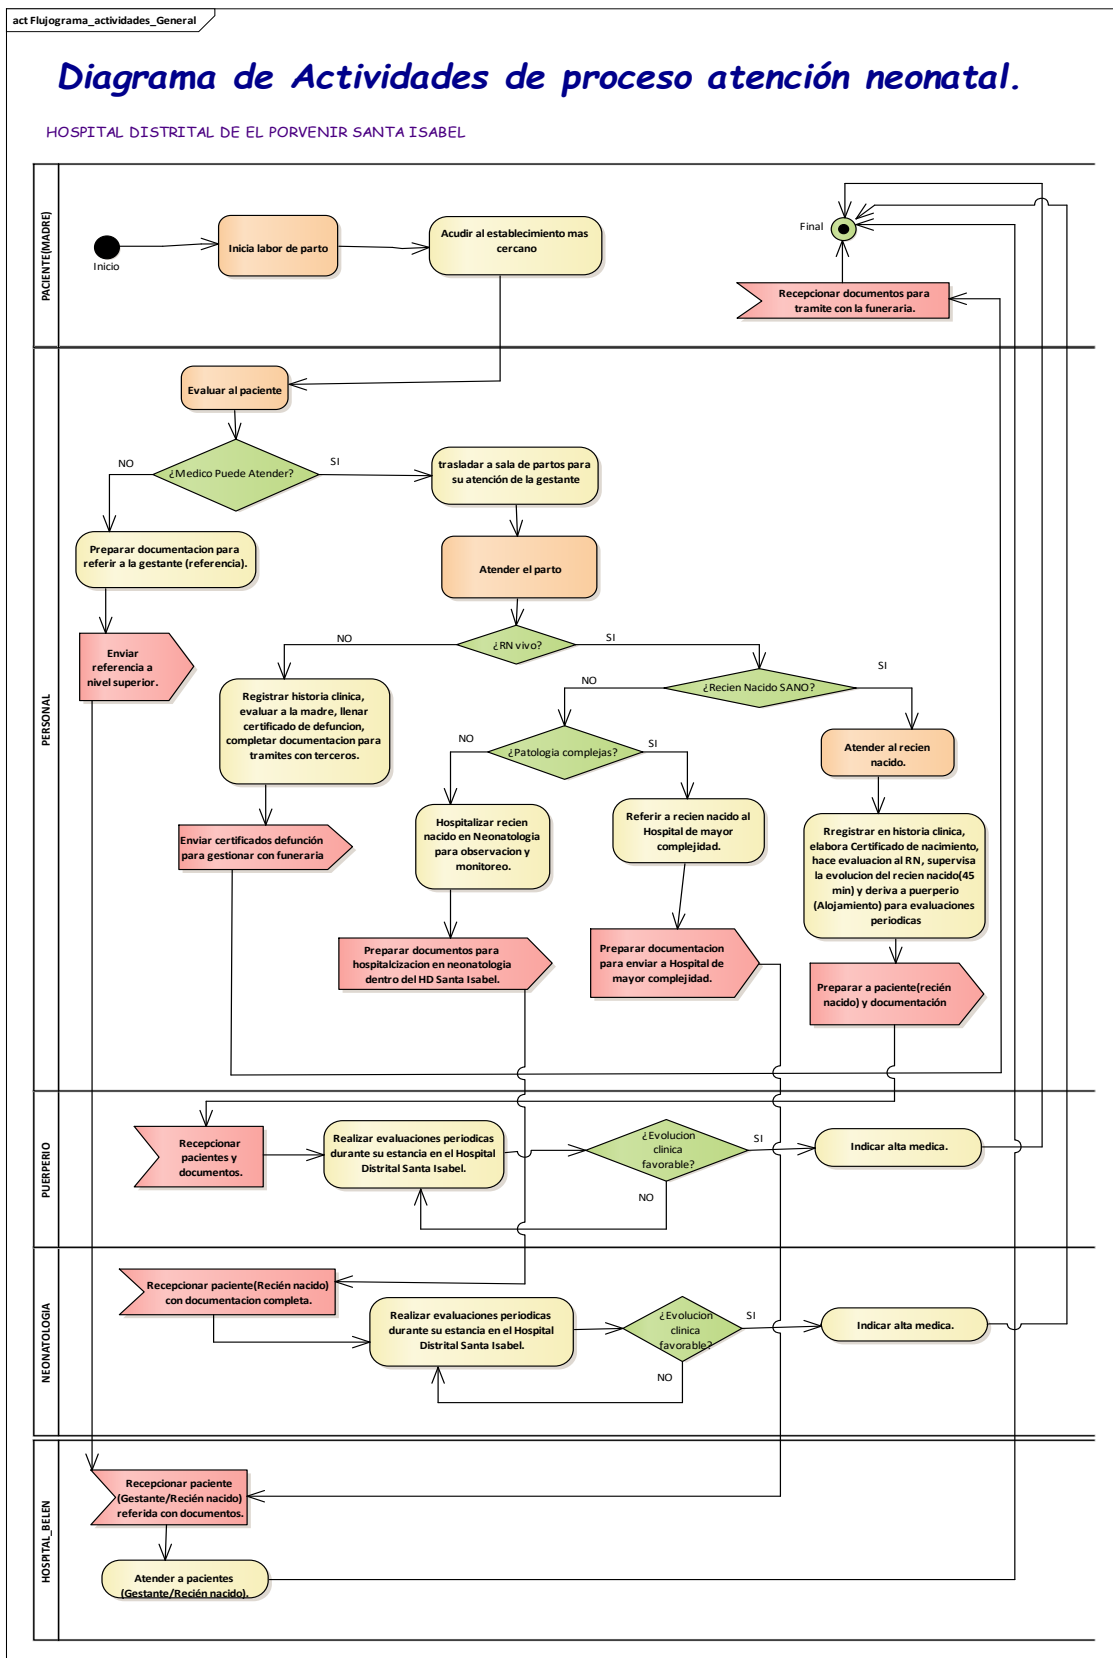 act Flujograma_actividades_General
Diagrama de Actividades de proceso atención neonatal.
HOSPITAL DISTRITAL DE EL PORVENIR SANTA ISABEL
PACIENTE(MADRE)
Inicio
Inicia labor de parto
Acudir al establecimiento mas
cercano
Final
Recepcionar documentos para
tramite con la funeraria.
PERSONAL
Evaluar al paciente
¿Medico Puede Atender?
NO
SI
trasladar a sala de partos para
su atención de la gestante
Preparar documentacion para
referir a la gestante (referencia).
Atender el parto
Enviar
referencia a
nivel superior.
¿RN vivo?
NO
SI
¿Recien Nacido SANO?
NO
SI
Registrar historia clinica,
evaluar a la madre, llenar
certificado de defuncion,
completar documentacion para
tramites con terceros.
¿Patologia complejas?
NO
SI
Atender al recien
nacido.
Enviar certificados defunción
para gestionar con funeraria
Hospitalizar recien
nacido en Neonatologia
para observacion y
monitoreo.
Referir a recien nacido al
Hospital de mayor
complejidad.
Rregistrar en historia clinica,
elabora Certificado de nacimiento,
hace evaluacion al RN, supervisa
la evolucion del recien nacido(45
min) y deriva a puerperio
(Alojamiento) para evaluaciones
periodicas
Preparar documentos para
hospitalcizacion en neonatologia
dentro del HD Santa Isabel.
Preparar documentacion
para enviar a Hospital de
mayor complejidad.
Preparar a paciente(recién
nacido) y documentación
PUERPERIO
Recepcionar
pacientes y
documentos.
Realizar evaluaciones periodicas
durante su estancia en el Hospital
Distrital Santa Isabel.
¿Evolucion
clinica
favorable?
SI
NO
Indicar alta medica.
NEONATOLOGIA
Recepcionar paciente(Recién nacido)
con documentacion completa.
Realizar evaluaciones periodicas
durante su estancia en el Hospital
Distrital Santa Isabel.
¿Evolucion
clinica
favorable?
SI
NO
Indicar alta medica.
HOSPITAL_BELEN
Recepcionar paciente
(Gestante/Recién nacido)
referida con documentos.
Atender a pacientes
(Gestante/Recién nacido).